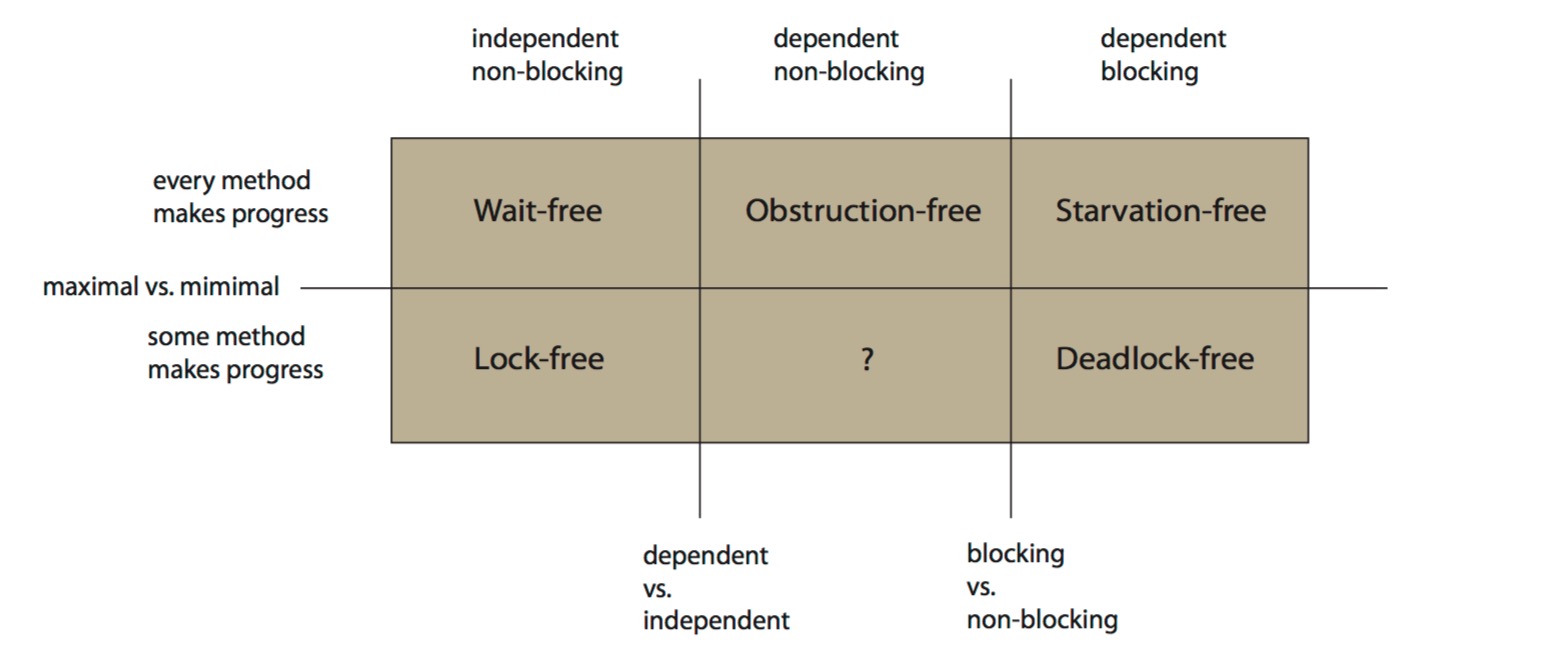 independent
non-blocking
dependent
non-blocking
dependent
blocking
every method
makes progress
Wait-free
Obstruction-free
Starvation-free
maximal vs. mimimal
some method
makes progress
Lock-free
?
Deadlock-free
dependent
vs.
independent
blocking
vs.
non-blocking